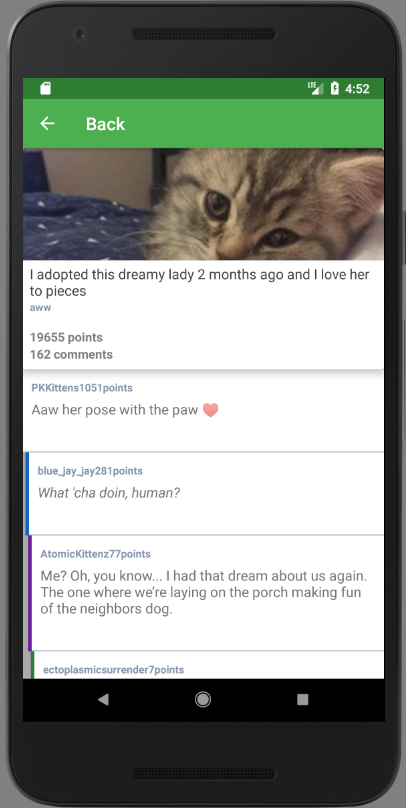 LTE 4:52
Back
I adopted this dreamy lady 2 months ago and I love her
to pieces
aww
19655 points
162 comments
PKKittens1051points
Aaw her pose with the paw ❤️
blue_jay_jay281points
What 'cha doin, human?
AtomicKittenz77points
Me? Oh, you know... I had that dream about us again.
The one where we’re laying on the porch making fun
of the neighbors dog.
ectoplasmicsurrender7points